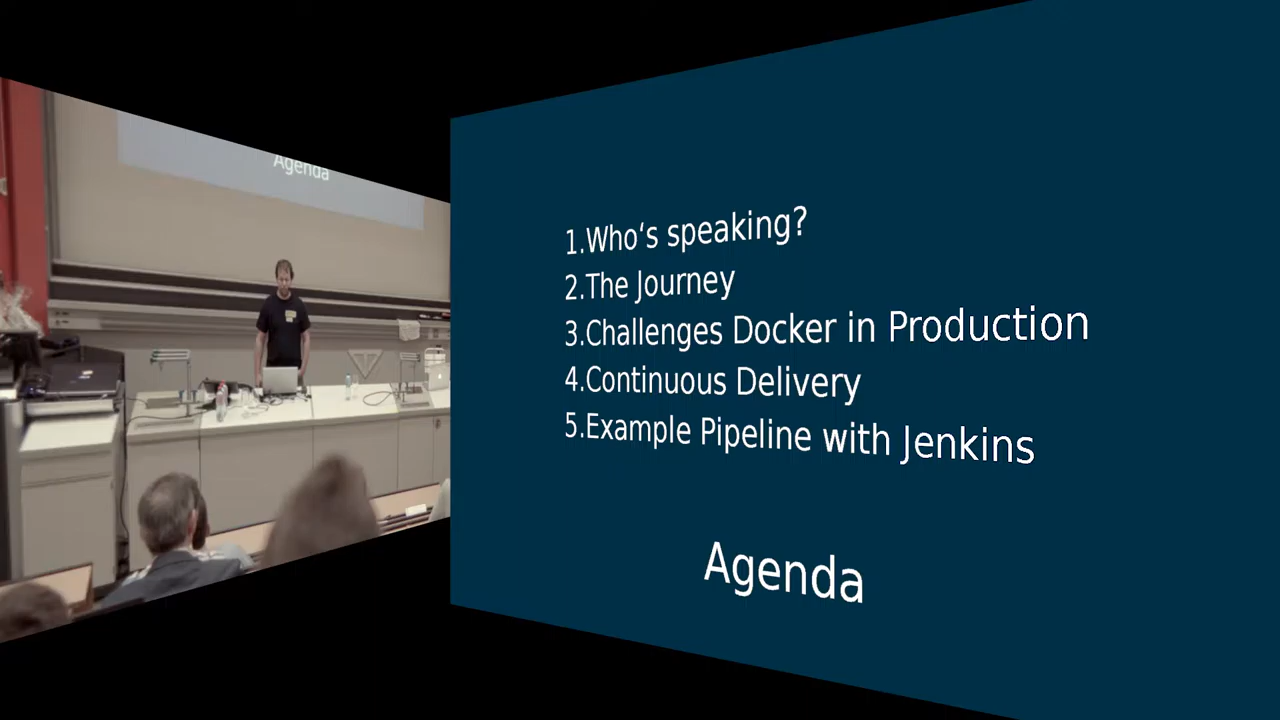 Agenda
1.Who's speaking?
2.The Journey
3.Challenges Docker in Production
4.Continuous Delivery
5.Example Pipeline with Jenkins
Agenda